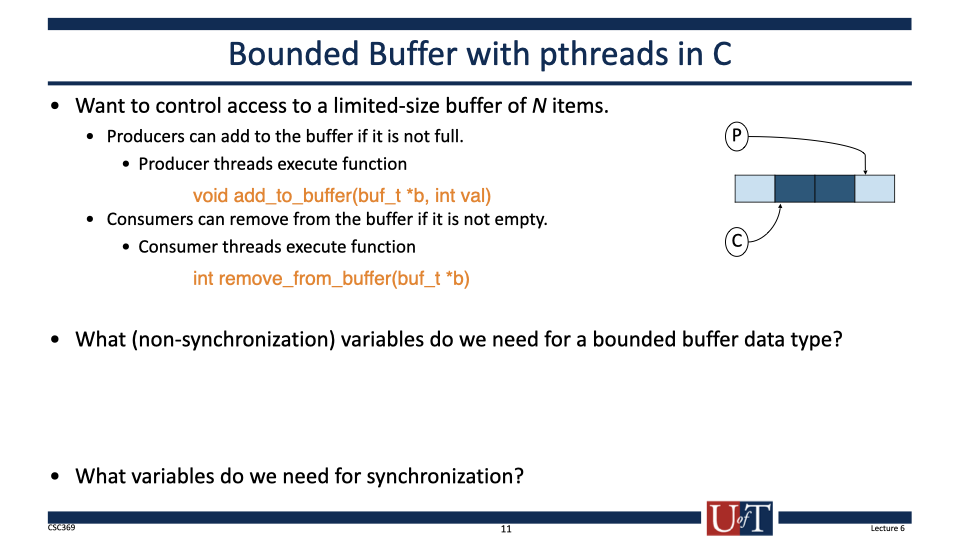 Bounded Buffer with pthreads in C
• Want to control access to a limited-size buffer of N items.
• Producers can add to the buffer if it is not full.
• Producer threads execute function
void add_to_buffer(buf_t *b, int val)
• Consumers can remove from the buffer if it is not empty.
• Consumer threads execute function
int remove_from_buffer(buf_t *b)
P
C
• What (non-synchronization) variables do we need for a bounded buffer data type?
• What variables do we need for synchronization?
CSC369
11
UofT
Lecture 6